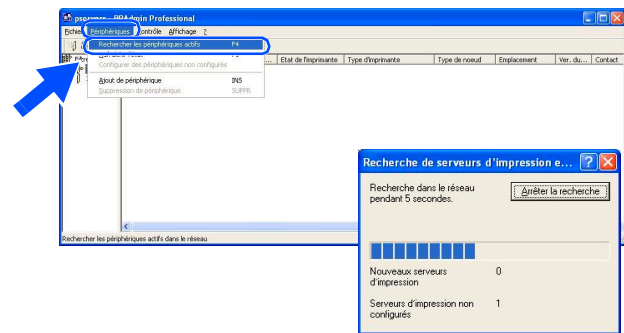 pservers - BRAdmin Professional
Fichier Périphériques Contrôle Affichage ?
Rechercher les périphériques actifs F4
Configurer des périphériques non configurés
Ajout de périphérique INS
Suppression de périphérique SUPPR
Filtre
... Etat de l'imprimante Type d'imprimante Type de noeud Emplacement Ver. du... Contact
Rechercher les périphériques actifs dans le réseau
Recherche de serveurs d'impression e...
Recherche dans le réseau
pendant 5 secondes.
Arrêter la recherche
Nouveaux serveurs
d'impression
0
Serveurs d'impression non
configurés
1